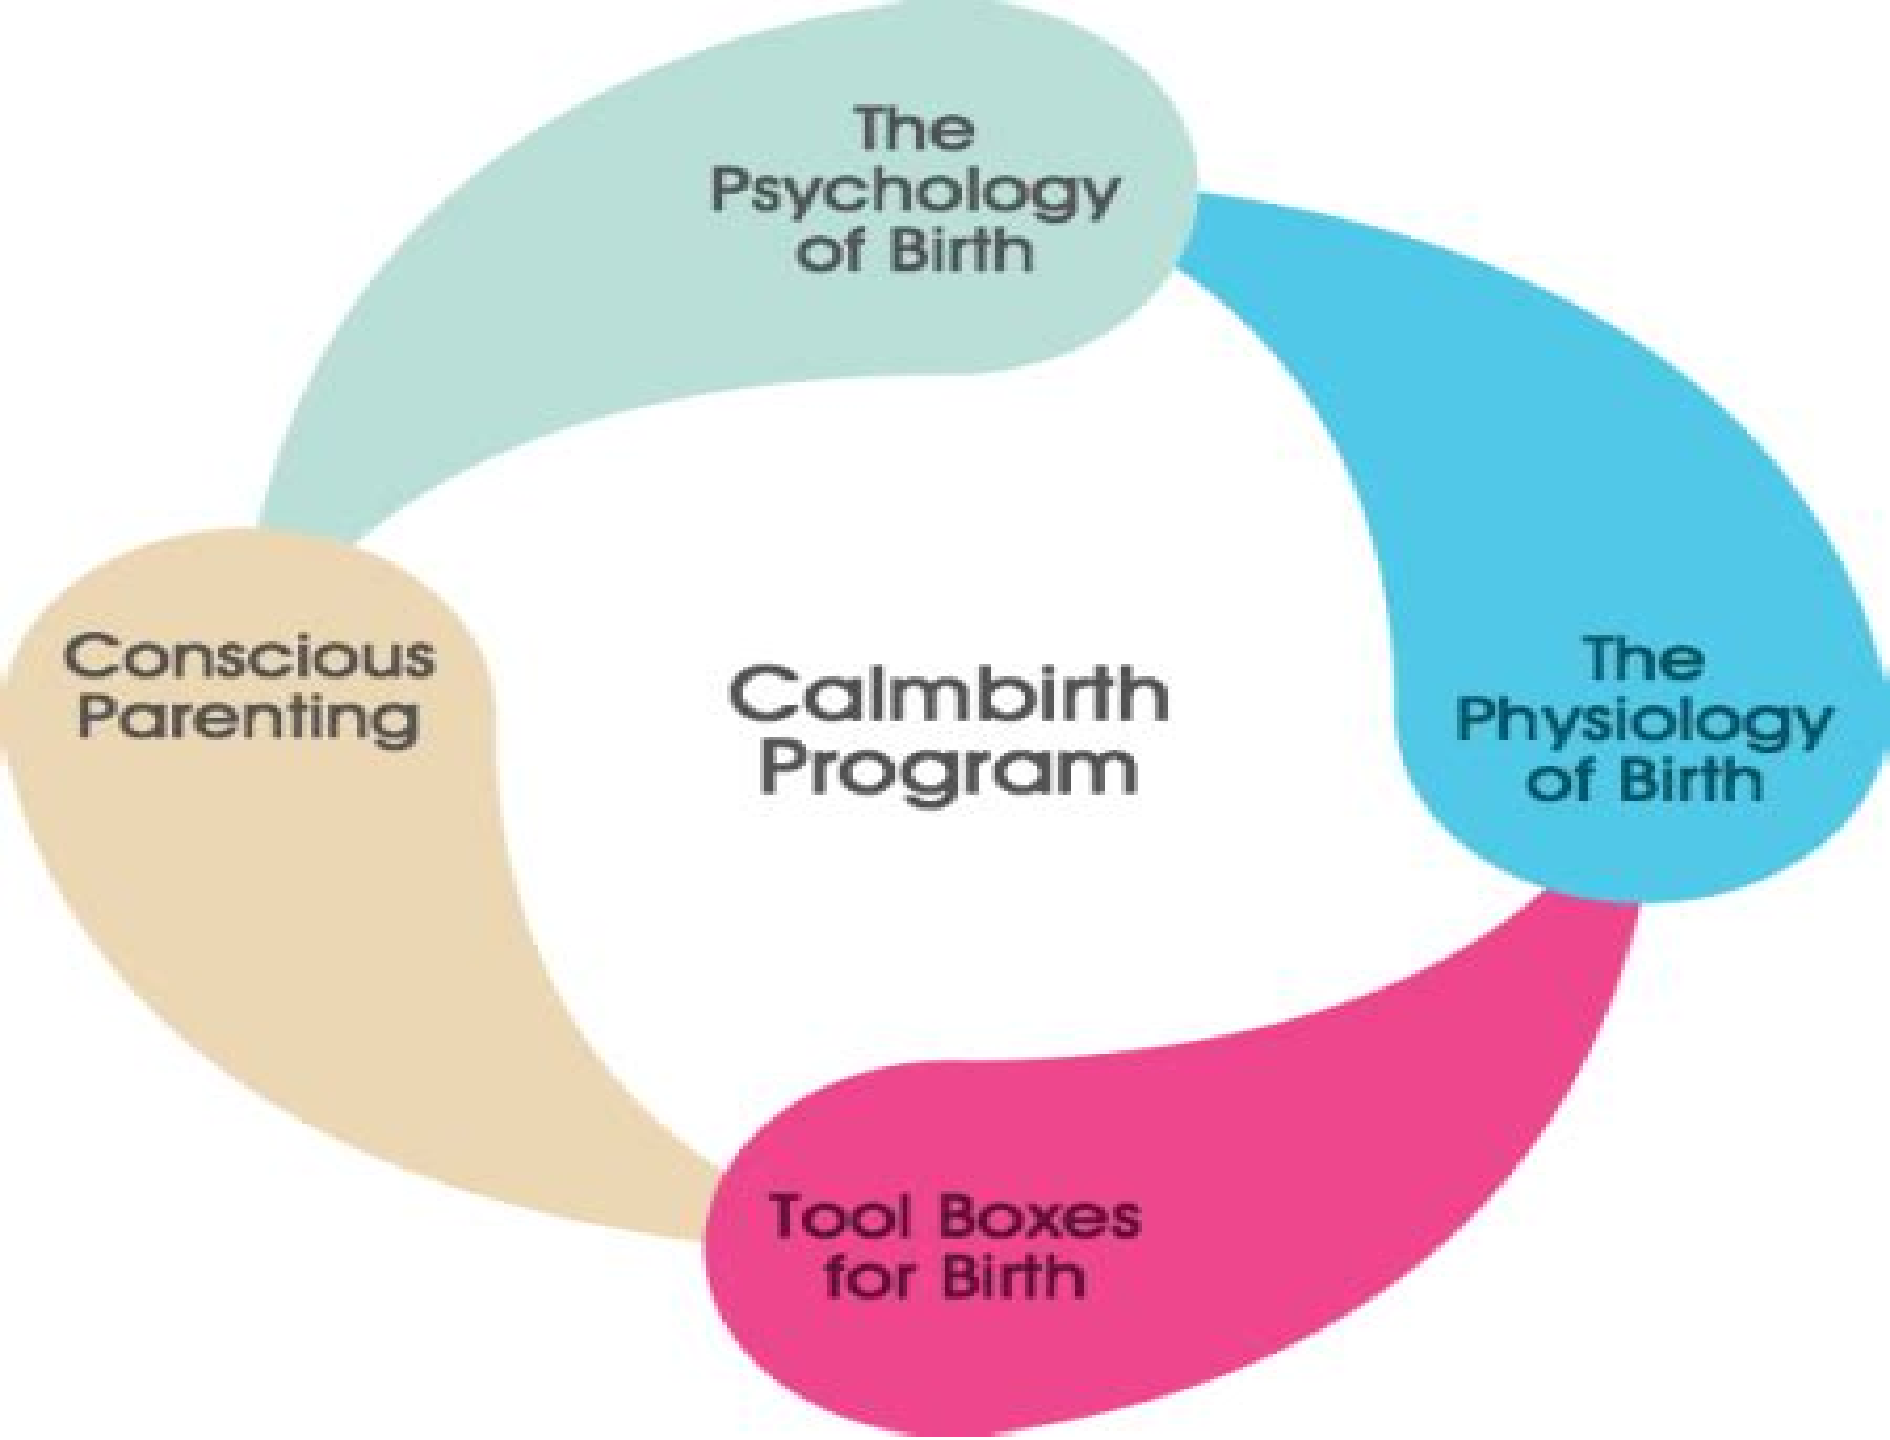 The
Psychology
of Birth
The
Physiology
of Birth
Tool Boxes
for Birth
Conscious
Parenting
Calmbirth
Program